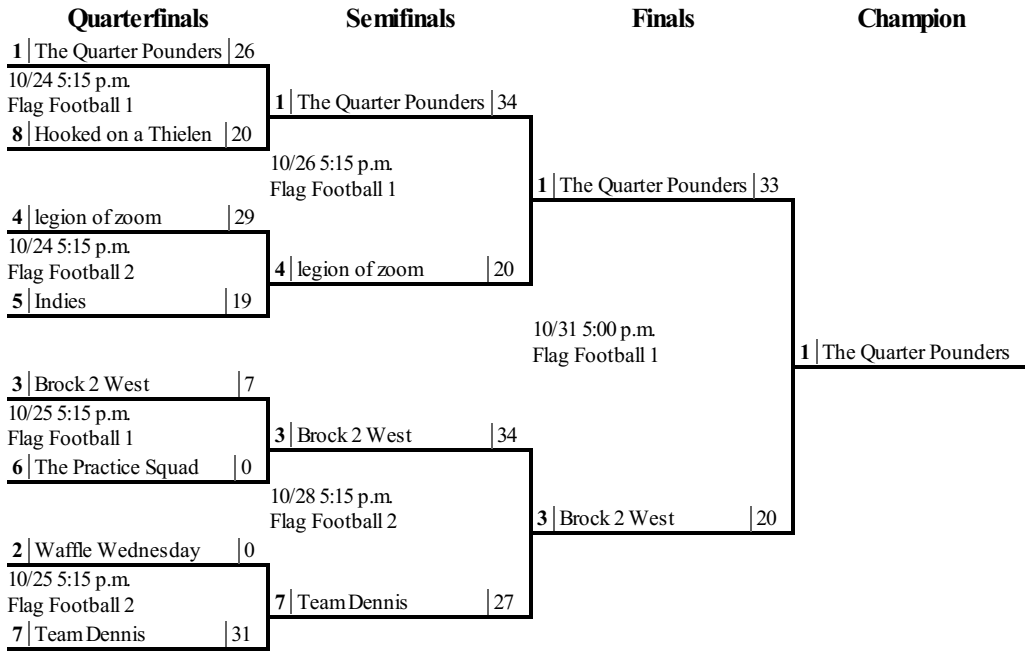 Quarterfinals Semifinals Finals Champion
1 The Quarter Pounders 26
10/24 5:15 p.m.
Flag Football 1
8 Hooked on a Thielen 20
4 legion of zoom 29
10/24 5:15 p.m.
Flag Football 2
5 Indies 19
3 Brock 2 West 7
10/25 5:15 p.m.
Flag Football 1
6 The Practice Squad 0
2 Waffle Wednesday 0
10/25 5:15 p.m.
Flag Football 2
7 Team Dennis 31
1 The Quarter Pounders 34
10/26 5:15 p.m.
Flag Football 1
4 legion of zoom 20
3 Brock 2 West 34
10/28 5:15 p.m.
Flag Football 2
7 Team Dennis 27
1 The Quarter Pounders 33
10/31 5:00 p.m.
Flag Football 1
3 Brock 2 West 20
1 The Quarter Pounders